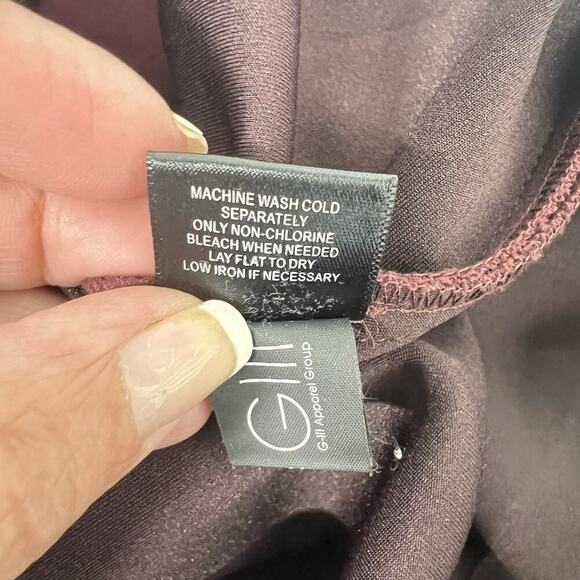 MACHINE WASH COLD
SEPARATELY
ONLY NON-CHLORINE
BLEACH WHEN NEEDED
LAY FLAT TO DRY
LOW IRON IF NECESSARY
GIII
G-III Apparel Group